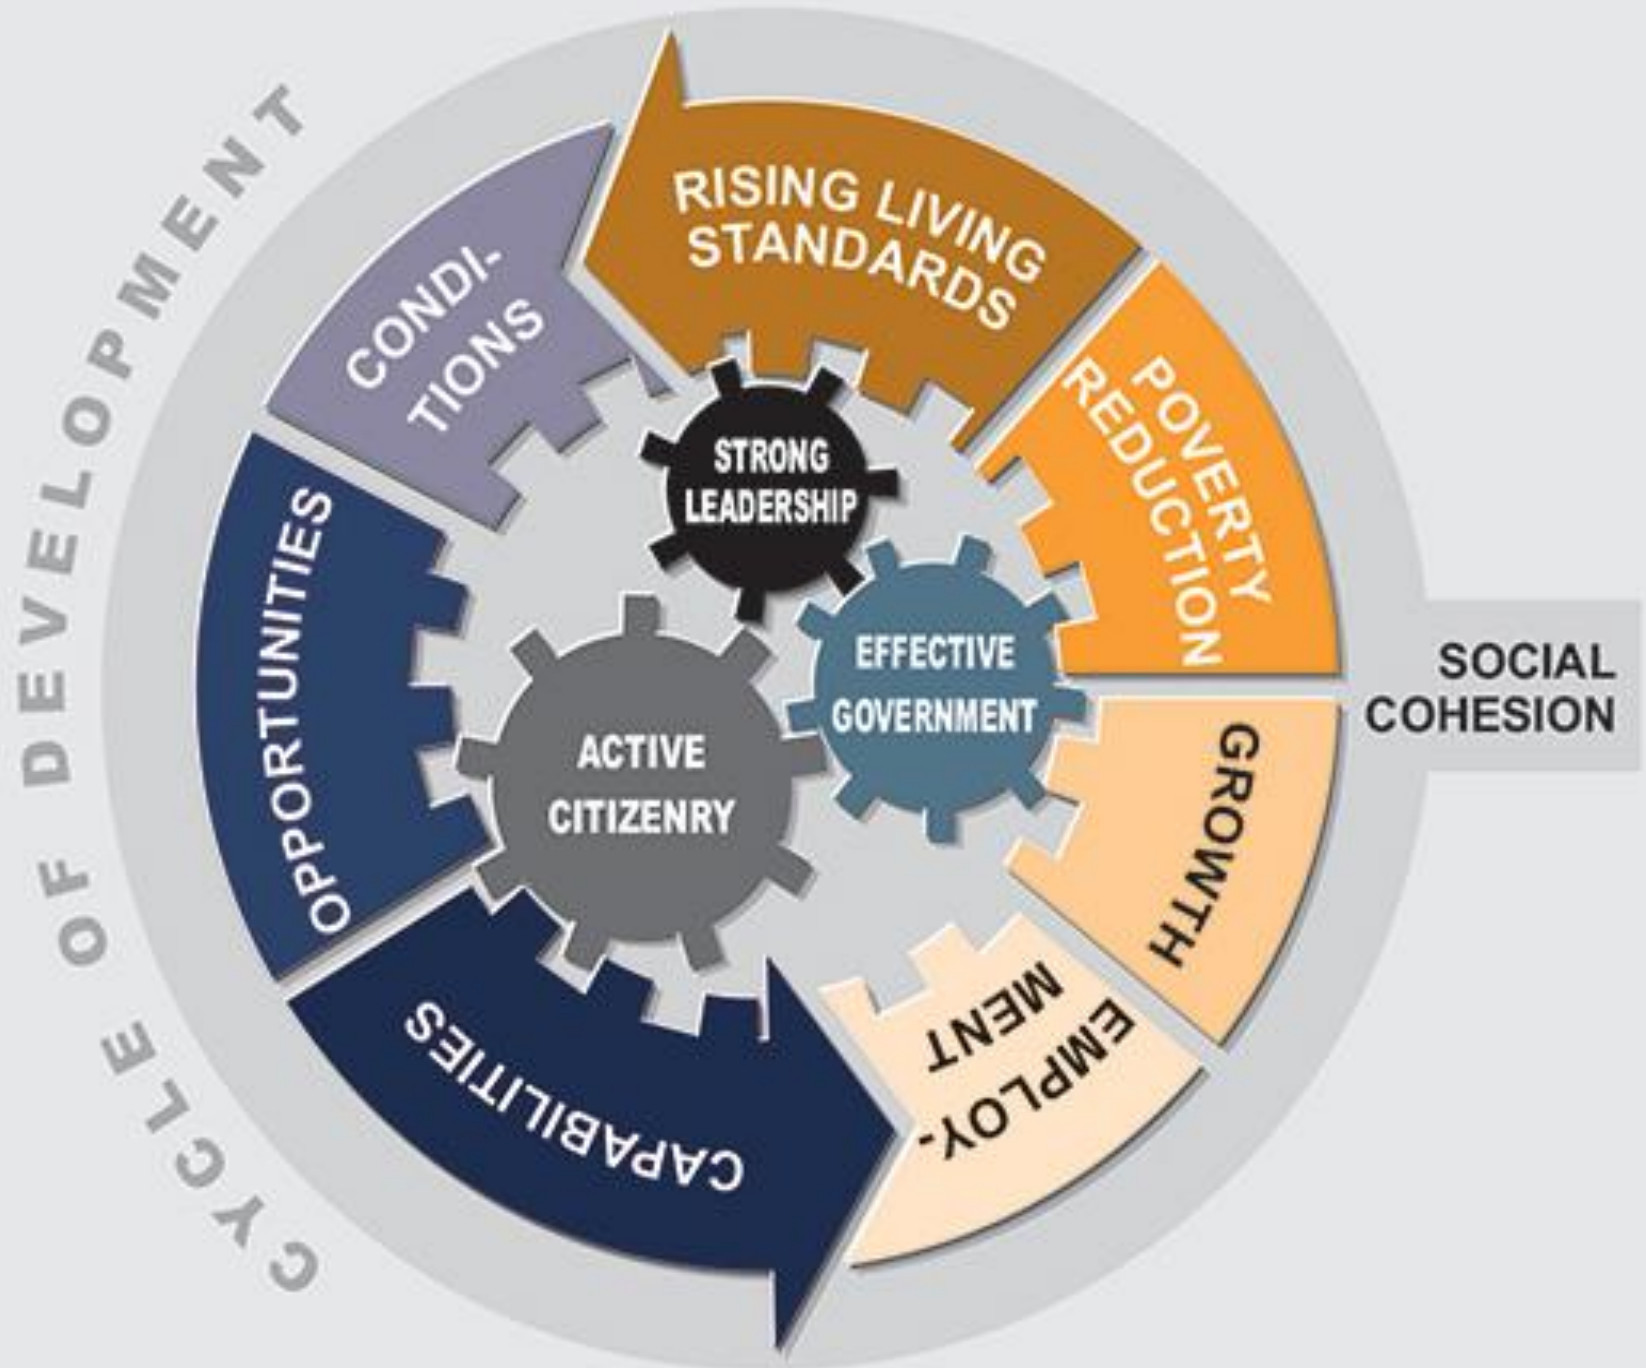 CYCLE OF DEVELOPMENT
RISING LIVING
STANDARDS
POVERTY
REDUCTION
GROWTH
EMPLOY-
MENT
CAPABILITIES
OPPORTUNITIES
CONDI-
TIONS
STRONG
LEADERSHIP
EFFECTIVE
GOVERNMENT
ACTIVE
CITIZENRY
SOCIAL
COHESION